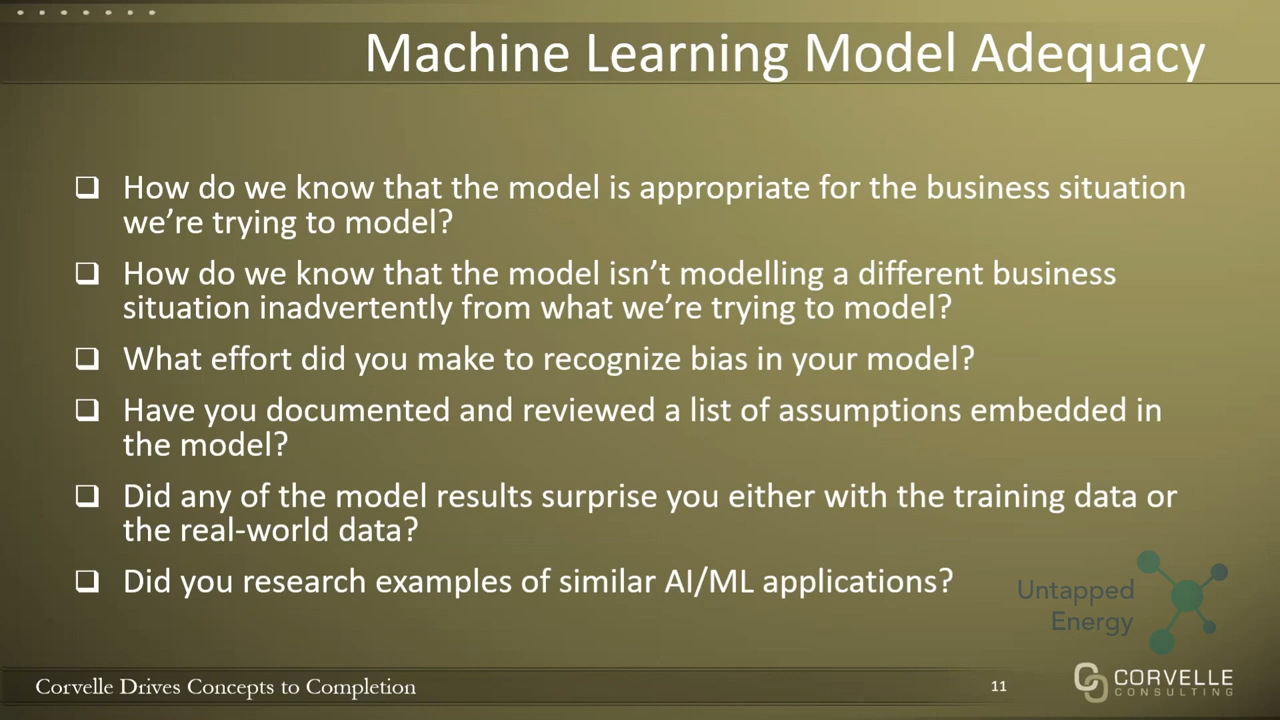 Machine Learning Model Adequacy
❑ How do we know that the model is appropriate for the business situation
we’re trying to model?
❑ How do we know that the model isn’t modelling a different business
situation inadvertently from what we’re trying to model?
❑ What effort did you make to recognize bias in your model?
❑ Have you documented and reviewed a list of assumptions embedded in
the model?
❑ Did any of the model results surprise you either with the training data or
the real-world data?
❑ Did you research examples of similar AI/ML applications?
Untapped
Energy
Corvelle Drives Concepts to Completion
11
CORVELLE
CONSULTING